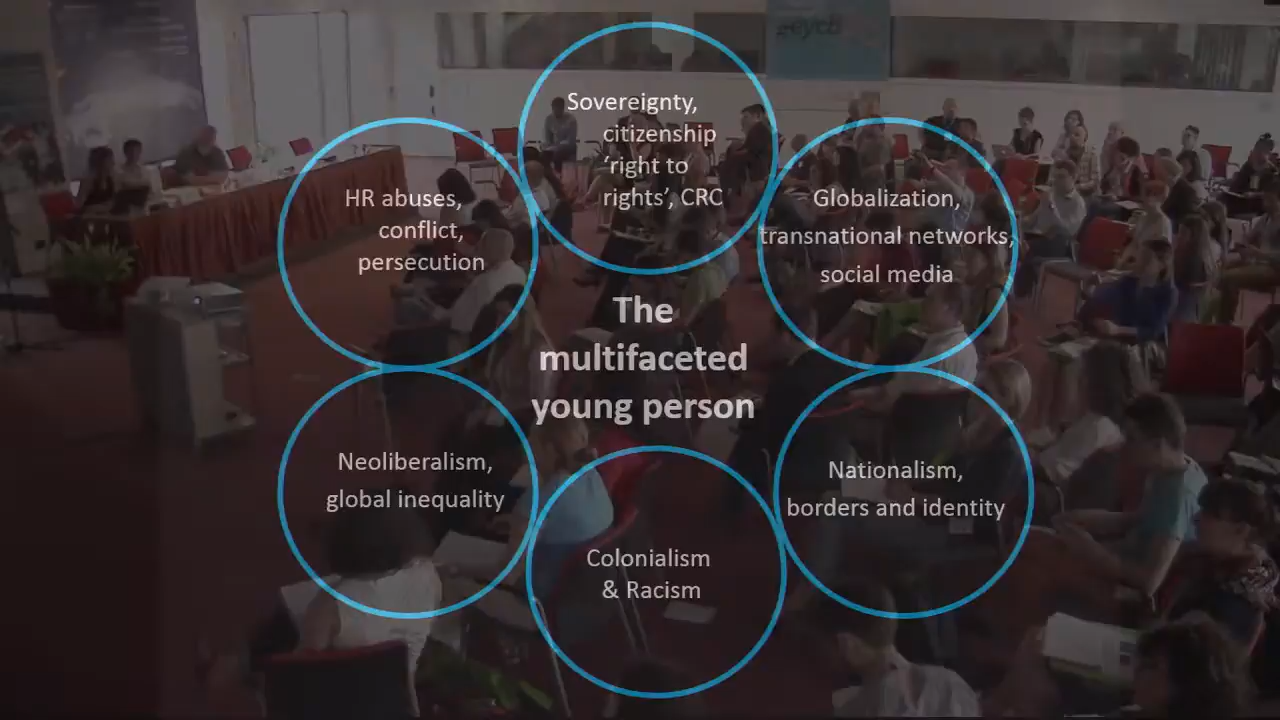 Sovereignty,
citizenship
‘right to
rights’, CRC
HR abuses,
conflict,
persecution
Globalization,
transnational networks,
social media
The
multifaceted
young person
Neoliberalism,
global inequality
Nationalism,
borders and identity
Colonialism
& Racism